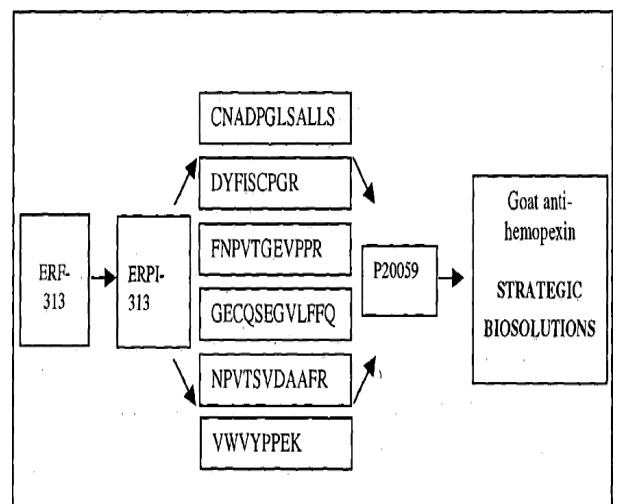 ERF-
313
ERPI-
313
CNADPGLSALLS
DYFISCPGR
FNPVTGEVPPR
GECQSEGVLFFQ
NPVTSVDAAFR
VWVYPPEK
P20059
Goat anti-
hemopexin
STRATEGIC
BIOSOLUTIONS